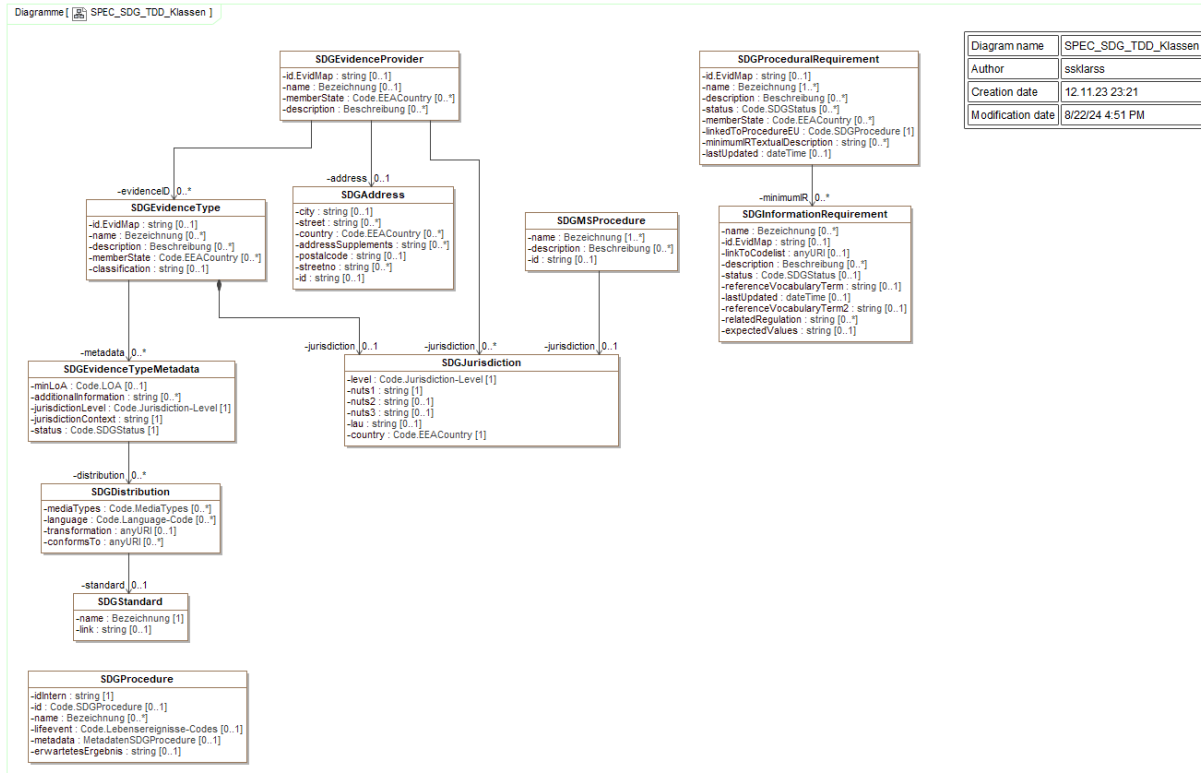 Diagramme [ SPEC_SDG_TDD_Klassen ]
Diagram name SPEC_SDG_TDD_Klassen
Author ssklarss
Creation date 12.11.23 23:21
Modification date 8/22/24 4:51 PM
SDGEvidenceProvider
-id.EvidMap : string [0..1]
-name : Bezeichnung [0..1]
-memberState : Code.EEACountry [0..*]
-description : Beschreibung [0..*]
SDGProceduralRequirement
-id.EvidMap : string [0..1]
-name : Bezeichnung [1..*]
-description : Beschreibung [0..*]
-status : Code.SDGStatus [0..*]
-memberState : Code.EEACountry [0..*]
-linkedToProcedureEU : Code.SDGProcedure [1]
-minimumIRTextualDescription : string [0..*]
-lastUpdated : dateTime [0..1]
-evidenceID 0..*
-address 0..1
-minimumIR 0..*
SDGEvidenceType
-id.EvidMap : string [0..1]
-name : Bezeichnung [0..*]
-description : Beschreibung [0..*]
-memberState : Code.EEACountry [0..*]
-classification : string [0..1]
SDGAddress
-city : string [0..1]
-street : string [0..*]
-country : Code.EEACountry [0..*]
-addressSupplements : string [0..*]
-postalcode : string [0..1]
-streetno : string [0..*]
-id : string [0..1]
SDGMSProcedure
-name : Bezeichnung [1..*]
-description : Beschreibung [0..*]
-id : string [0..1]
SDGInformationRequirement
-name : Bezeichnung [0..*]
-id.EvidMap : string [0..1]
-linkToCodelist : anyURI [0..1]
-description : Beschreibung [0..*]
-status : Code.SDGStatus [0..1]
-referenceVocabularyTerm : string [0..1]
-lastUpdated : dateTime [0..1]
-referenceVocabularyTerm2 : string [0..1]
-relatedRegulation : string [0..*]
-expectedValues : string [0..1]
-metadata 0..*
-jurisdiction 0..1
-jurisdiction 0..*
-jurisdiction 0..1
SDGEvidenceTypeMetadata
-minLoA : Code.LOA [0..1]
-additionalInformation : string [0..*]
-jurisdictionLevel : Code.Jurisdiction-Level [1]
-jurisdictionContext : string [1]
-status : Code.SDGStatus [1]
SDGJurisdiction
-level : Code.Jurisdiction-Level [1]
-nuts1 : string [1]
-nuts2 : string [0..1]
-nuts3 : string [0..1]
-lau : string [0..1]
-country : Code.EEACountry [1]
-distribution 0..*
SDGDistribution
-mediaTypes : Code.MediaTypes [0..*]
-language : Code.Language-Code [0..*]
-transformation : anyURI [0..1]
-conformsTo : anyURI [0..*]
-standard 0..1
SDGStandard
-name : Bezeichnung [1]
-link : string [0..1]
SDGProcedure
-idIntern : string [1]
-id : Code.SDGProcedure [0..1]
-name : Bezeichnung [0..*]
-lifeevent : Code.Lebensereignisse-Codes [0..1]
-metadata : MetadatenSDGProcedure [0..1]
-erwartetesErgebnis : string [0..1]